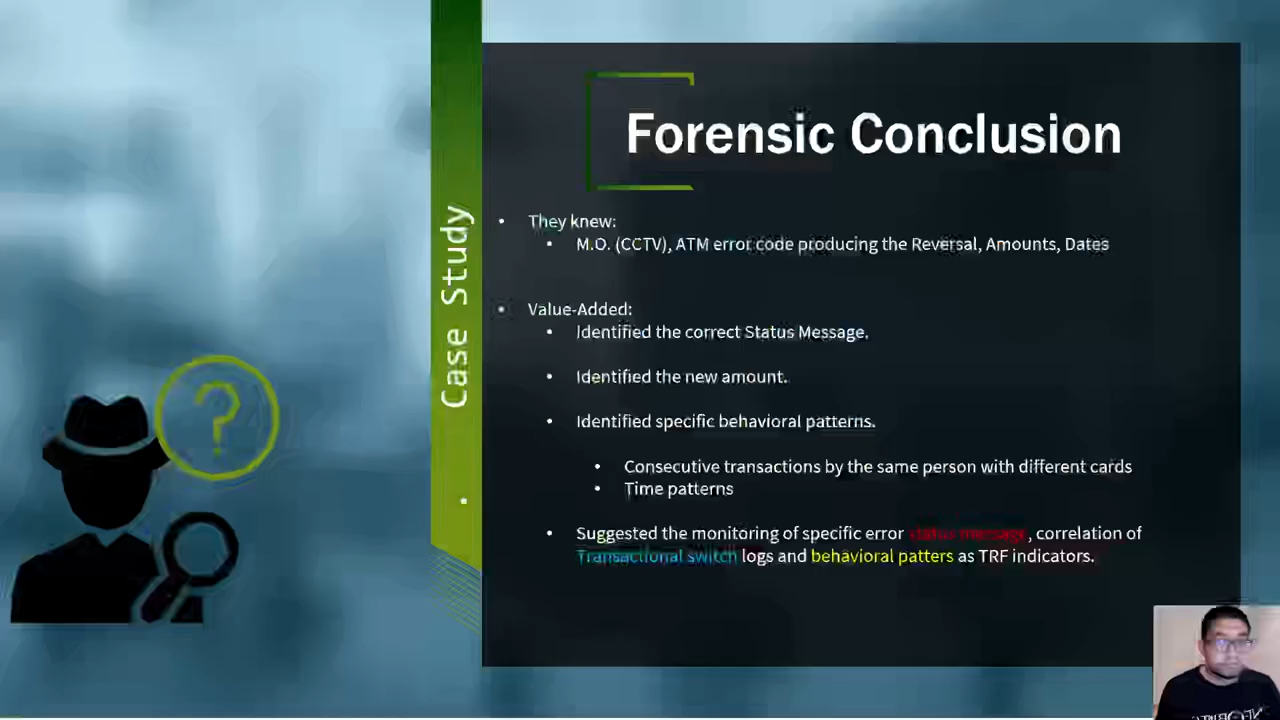 Forensic Conclusion
Case Study
• They knew:
• M.O. (CCTV), ATM error code producing the Reversal, Amounts, Dates
• Value-Added:
• Identified the correct Status Message.
• Identified the new amount.
• Identified specific behavioral patterns.
• Consecutive transactions by the same person with different cards
• Time patterns
• Suggested the monitoring of specific error status message, correlation of
Transactional switch logs and behavioral patters as TRF indicators.
?